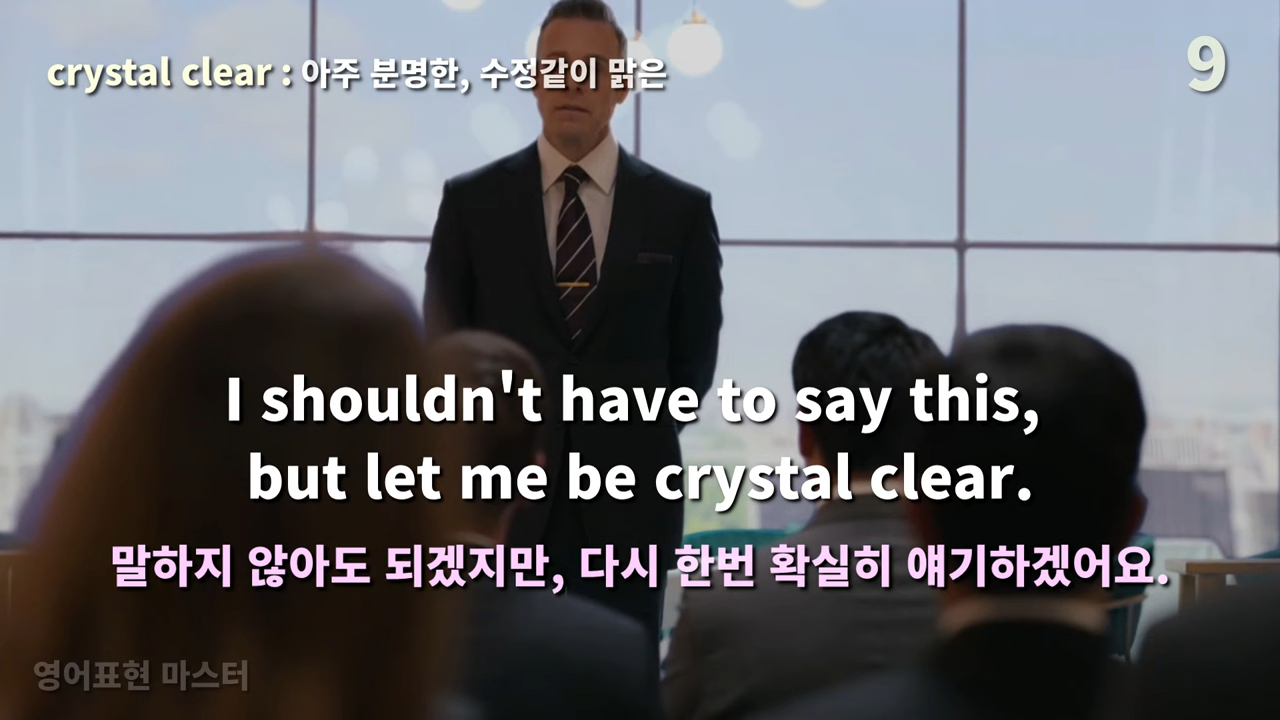 crystal clear : 아주 분명한, 수정같이 맑은
9
I shouldn't have to say this,
but let me be crystal clear.
말하지 않아도 되겠지만, 다시 한번 확실히 얘기하겠어요.
영어표현 마스터